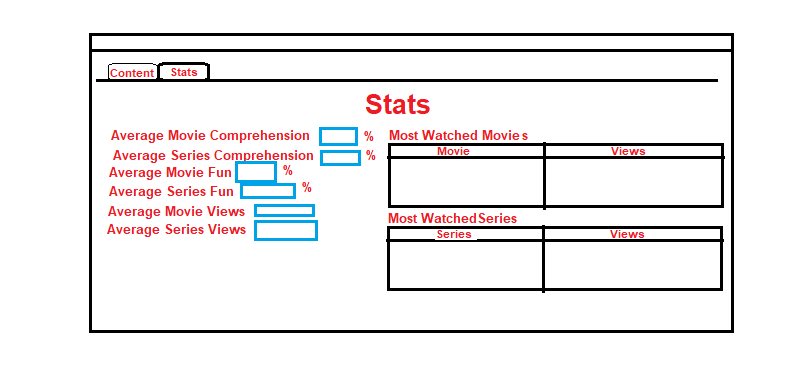 Content Stats
Stats
Average Movie Comprehension %
Average Series Comprehension %
Average Movie Fun %
Average Series Fun %
Average Movie Views
Average Series Views
Most Watched Movies
Movie Views
Most Watched Series
Series Views